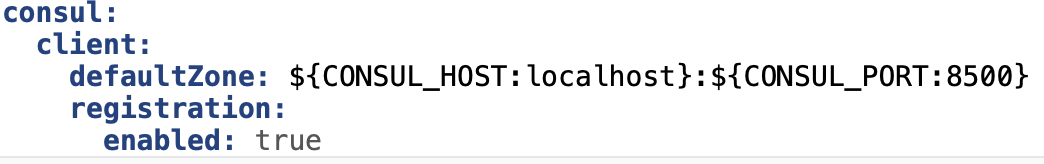 consul:
  client:
    defaultZone: ${CONSUL_HOST:localhost}:${CONSUL_PORT:8500}
    registration:
      enabled: true